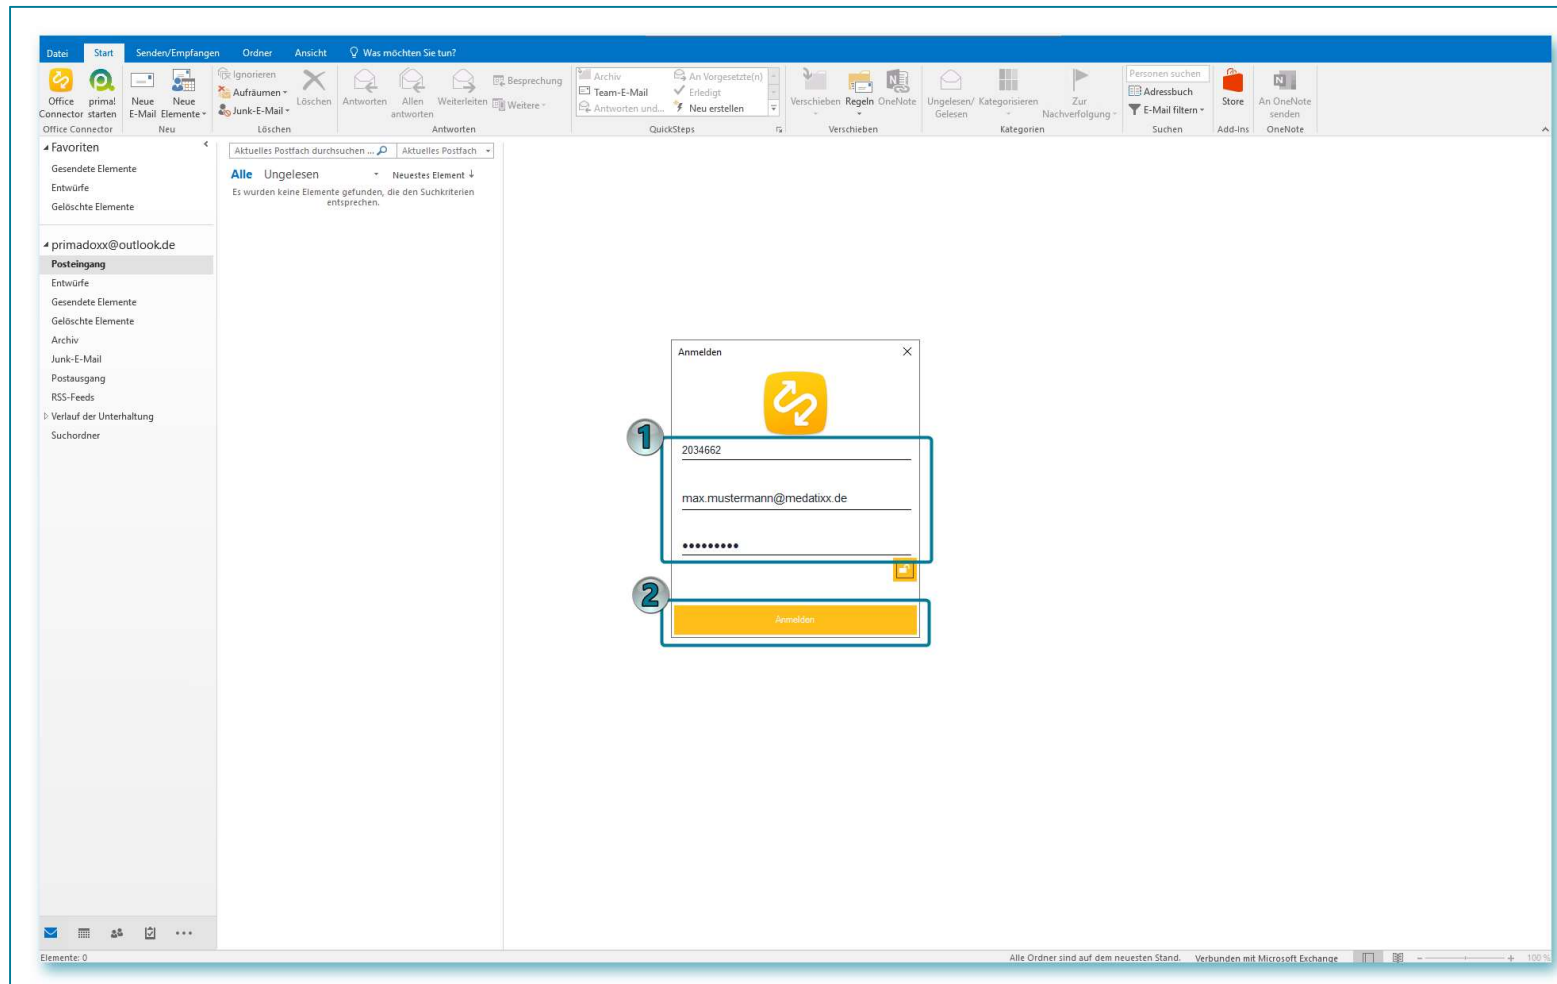 Datei Start Senden/Empfangen Ordner Ansicht Was möchten Sie tun?
Office Connector
prima! starten
Neue E-Mail
Neue Elemente
Ignorieren
Aufräumen
Junk-E-Mail
Löschen
Antworten
Allen antworten
Weiterleiten
Besprechung
Weitere
Archiv
Team-E-Mail
Antworten und...
An Vorgesetzte(n)
Erledigt
Neu erstellen
Verschieben
Regeln
OneNote
Ungelesen/ Gelesen
Kategorisieren
Zur Nachverfolgung
Personen suchen
Adressbuch
E-Mail filtern
Store
An OneNote senden
Office Connector Neu Löschen Antworten QuickSteps Verschieben Kategorien Suchen Add-Ins OneNote
Favoriten
Gesendete Elemente
Entwürfe
Gelöschte Elemente
primadoxx@outlook.de
Posteingang
Entwürfe
Gesendete Elemente
Gelöschte Elemente
Archiv
Junk-E-Mail
Postausgang
RSS-Feeds
Verlauf der Unterhaltung
Suchordner
Aktuelles Postfach durchsuchen ... Aktuelles Postfach
Alle Ungelesen Neuestes Element ↓
Es wurden keine Elemente gefunden, die den Suchkriterien
entsprechen.
Anmelden
1
2034662
max.mustermann@medatixx.de
•••••••••
2
Anmelden
Elemente: 0 Alle Ordner sind auf dem neuesten Stand. Verbunden mit Microsoft Exchange 100 %